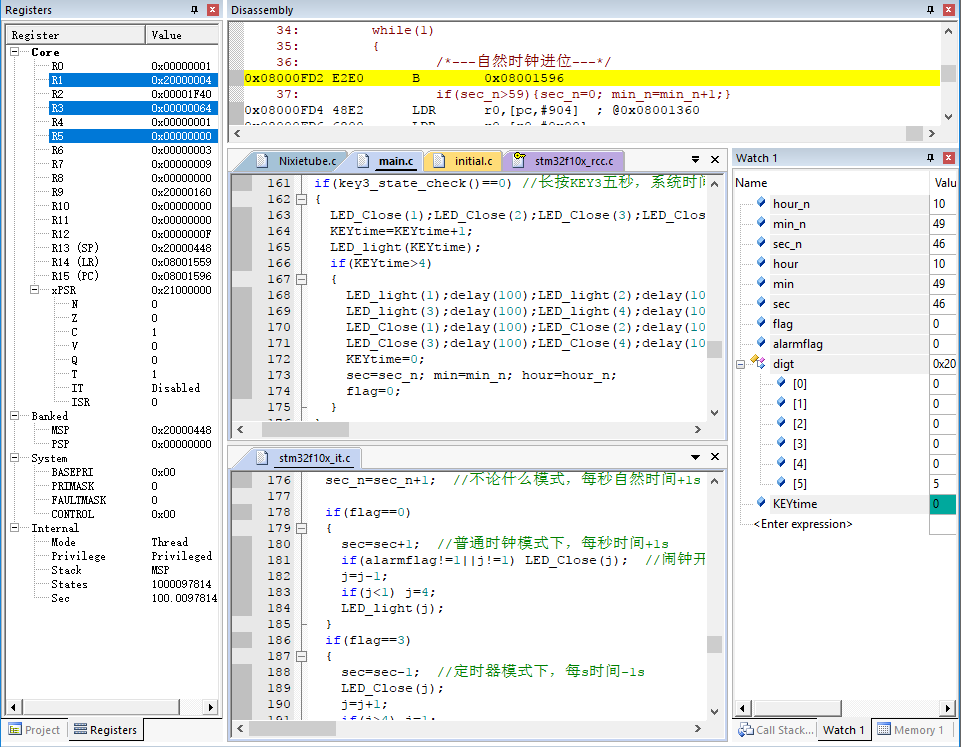 Registers
Register Value
Core
R0 0x00000001
R1 0x20000004
R2 0x00001F40
R3 0x00000064
R4 0x00000001
R5 0x00000000
R6 0x00000003
R7 0x00000009
R8 0x00000000
R9 0x20000160
R10 0x00000000
R11 0x00000000
R12 0x0000000F
R13 (SP) 0x20000448
R14 (LR) 0x08001559
R15 (PC) 0x08001596
xPSR 0x21000000
N 0
Z 0
C 1
V 0
Q 0
T 1
IT Disabled
ISR 0
Banked
MSP 0x20000448
PSP 0x00000000
System
BASEPRI 0x00
PRIMASK 0
FAULTMASK 0
CONTROL 0x00
Internal
Mode Thread
Privilege Privileged
Stack MSP
States 1000097814
Sec 100.0097814
Project Registers
Disassembly
34: while(1)
35: {
36: /*---自然时钟进位---*/
0x08000FD2 E2E0 B 0x08001596
37: if(sec_n>59){sec_n=0; min_n=min_n+1;}
0x08000FD4 48E2 LDR r0,[pc,#904] ; @0x08001360
Nixietube.c main.c initial.c stm32f10x_rcc.c
161 if(key3_state_check()==0) //长按KEY3五秒，系统时间
162 {
163 LED_Close(1);LED_Close(2);LED_Close(3);LED_Clos
164 KEYtime=KEYtime+1;
165 LED_light(KEYtime);
166 if(KEYtime>4)
167 {
168 LED_light(1);delay(100);LED_light(2);delay(10
169 LED_light(3);delay(100);LED_light(4);delay(10
170 LED_Close(1);delay(100);LED_Close(2);delay(10
171 LED_Close(3);delay(100);LED_Close(4);delay(10
172 KEYtime=0;
173 sec=sec_n; min=min_n; hour=hour_n;
174 flag=0;
175 }
stm32f10x_it.c
176 sec_n=sec_n+1; //不论什么模式，每秒自然时间+1s
177
178 if(flag==0)
179 {
180 sec=sec+1; //普通时钟模式下，每秒时间+1s
181 if(alarmflag!=1||j!=1) LED_Close(j); //闹钟开
182 j=j-1;
183 if(j<1) j=4;
184 LED_light(j);
185 }
186 if(flag==3)
187 {
188 sec=sec-1; //定时器模式下，每s时间-1s
189 LED_Close(j);
190 j=j+1;
191 if(j>4) j=1;
Watch 1
Name Valu
hour_n 10
min_n 49
sec_n 46
hour 10
min 49
sec 46
flag 0
alarmflag 0
digt 0x20
[0] 0
[1] 0
[2] 0
[3] 0
[4] 0
[5] 5
KEYtime 0
<Enter expression>
Call Stack... Watch 1 Memory 1